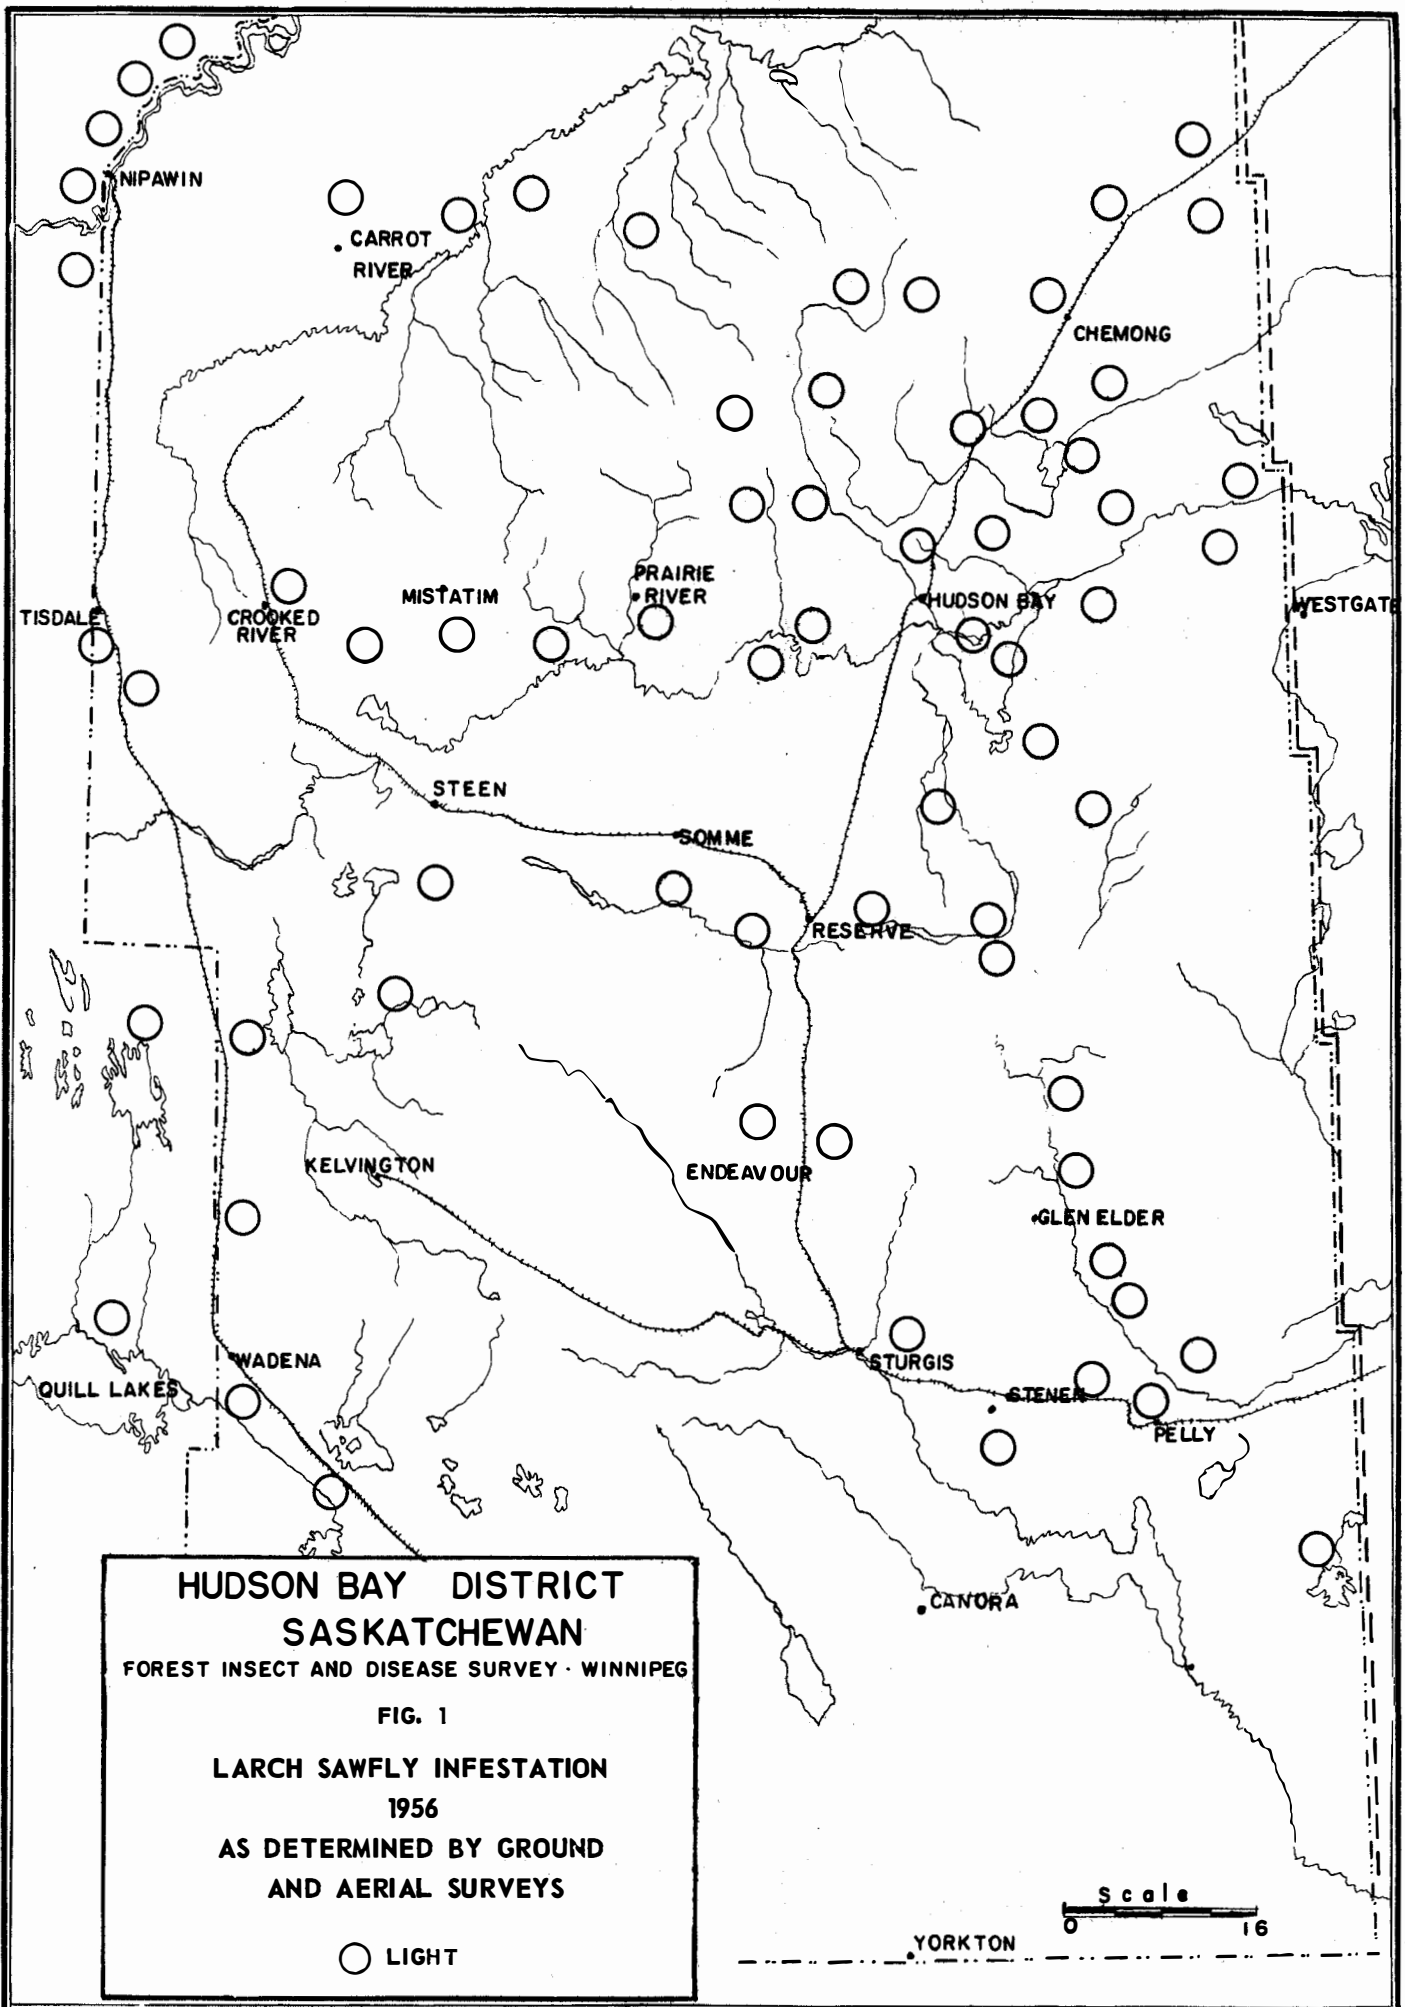 NIPAWIN
CARROT
RIVER
CHEMONG
TISDALE
CROOKED
RIVER
MISTATIM
PRAIRIE
RIVER
HUDSON BAY
WESTGATE
STEEN
SOMME
RESERVE
KELVINGTON
ENDEAVOUR
GLEN ELDER
WADENA
QUILL LAKES
STURGIS
STENEN
PELLY
CANORA
HUDSON BAY DISTRICT
SASKATCHEWAN
FOREST INSECT AND DISEASE SURVEY · WINNIPEG
FIG. 1
LARCH SAWFLY INFESTATION
1956
AS DETERMINED BY GROUND
AND AERIAL SURVEYS
LIGHT
Scale
0 16
YORKTON